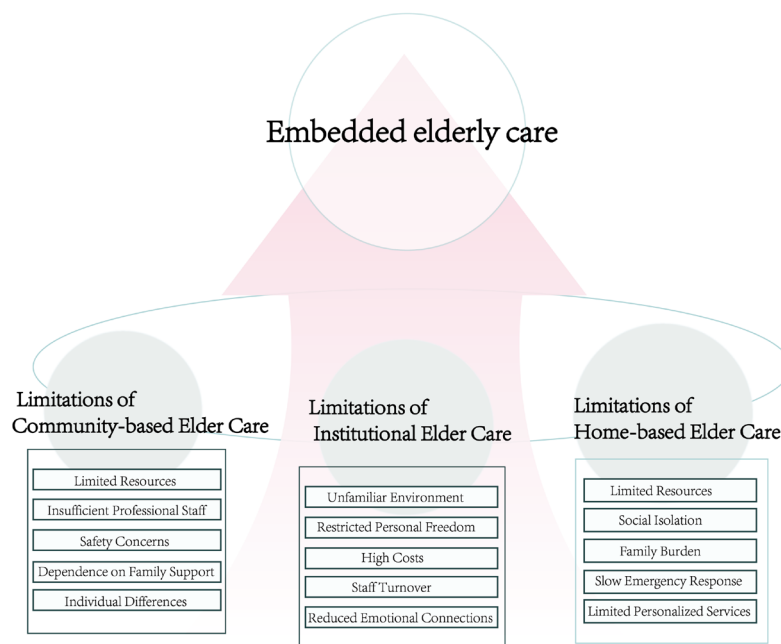 Embedded elderly care
Limitations of
Community-based Elder Care
Limited Resources
Insufficient Professional Staff
Safety Concerns
Dependence on Family Support
Individual Differences
Limitations of
Institutional Elder Care
Unfamiliar Environment
Restricted Personal Freedom
High Costs
Staff Turnover
Reduced Emotional Connections
Limitations of
Home-based Elder Care
Limited Resources
Social Isolation
Family Burden
Slow Emergency Response
Limited Personalized Services